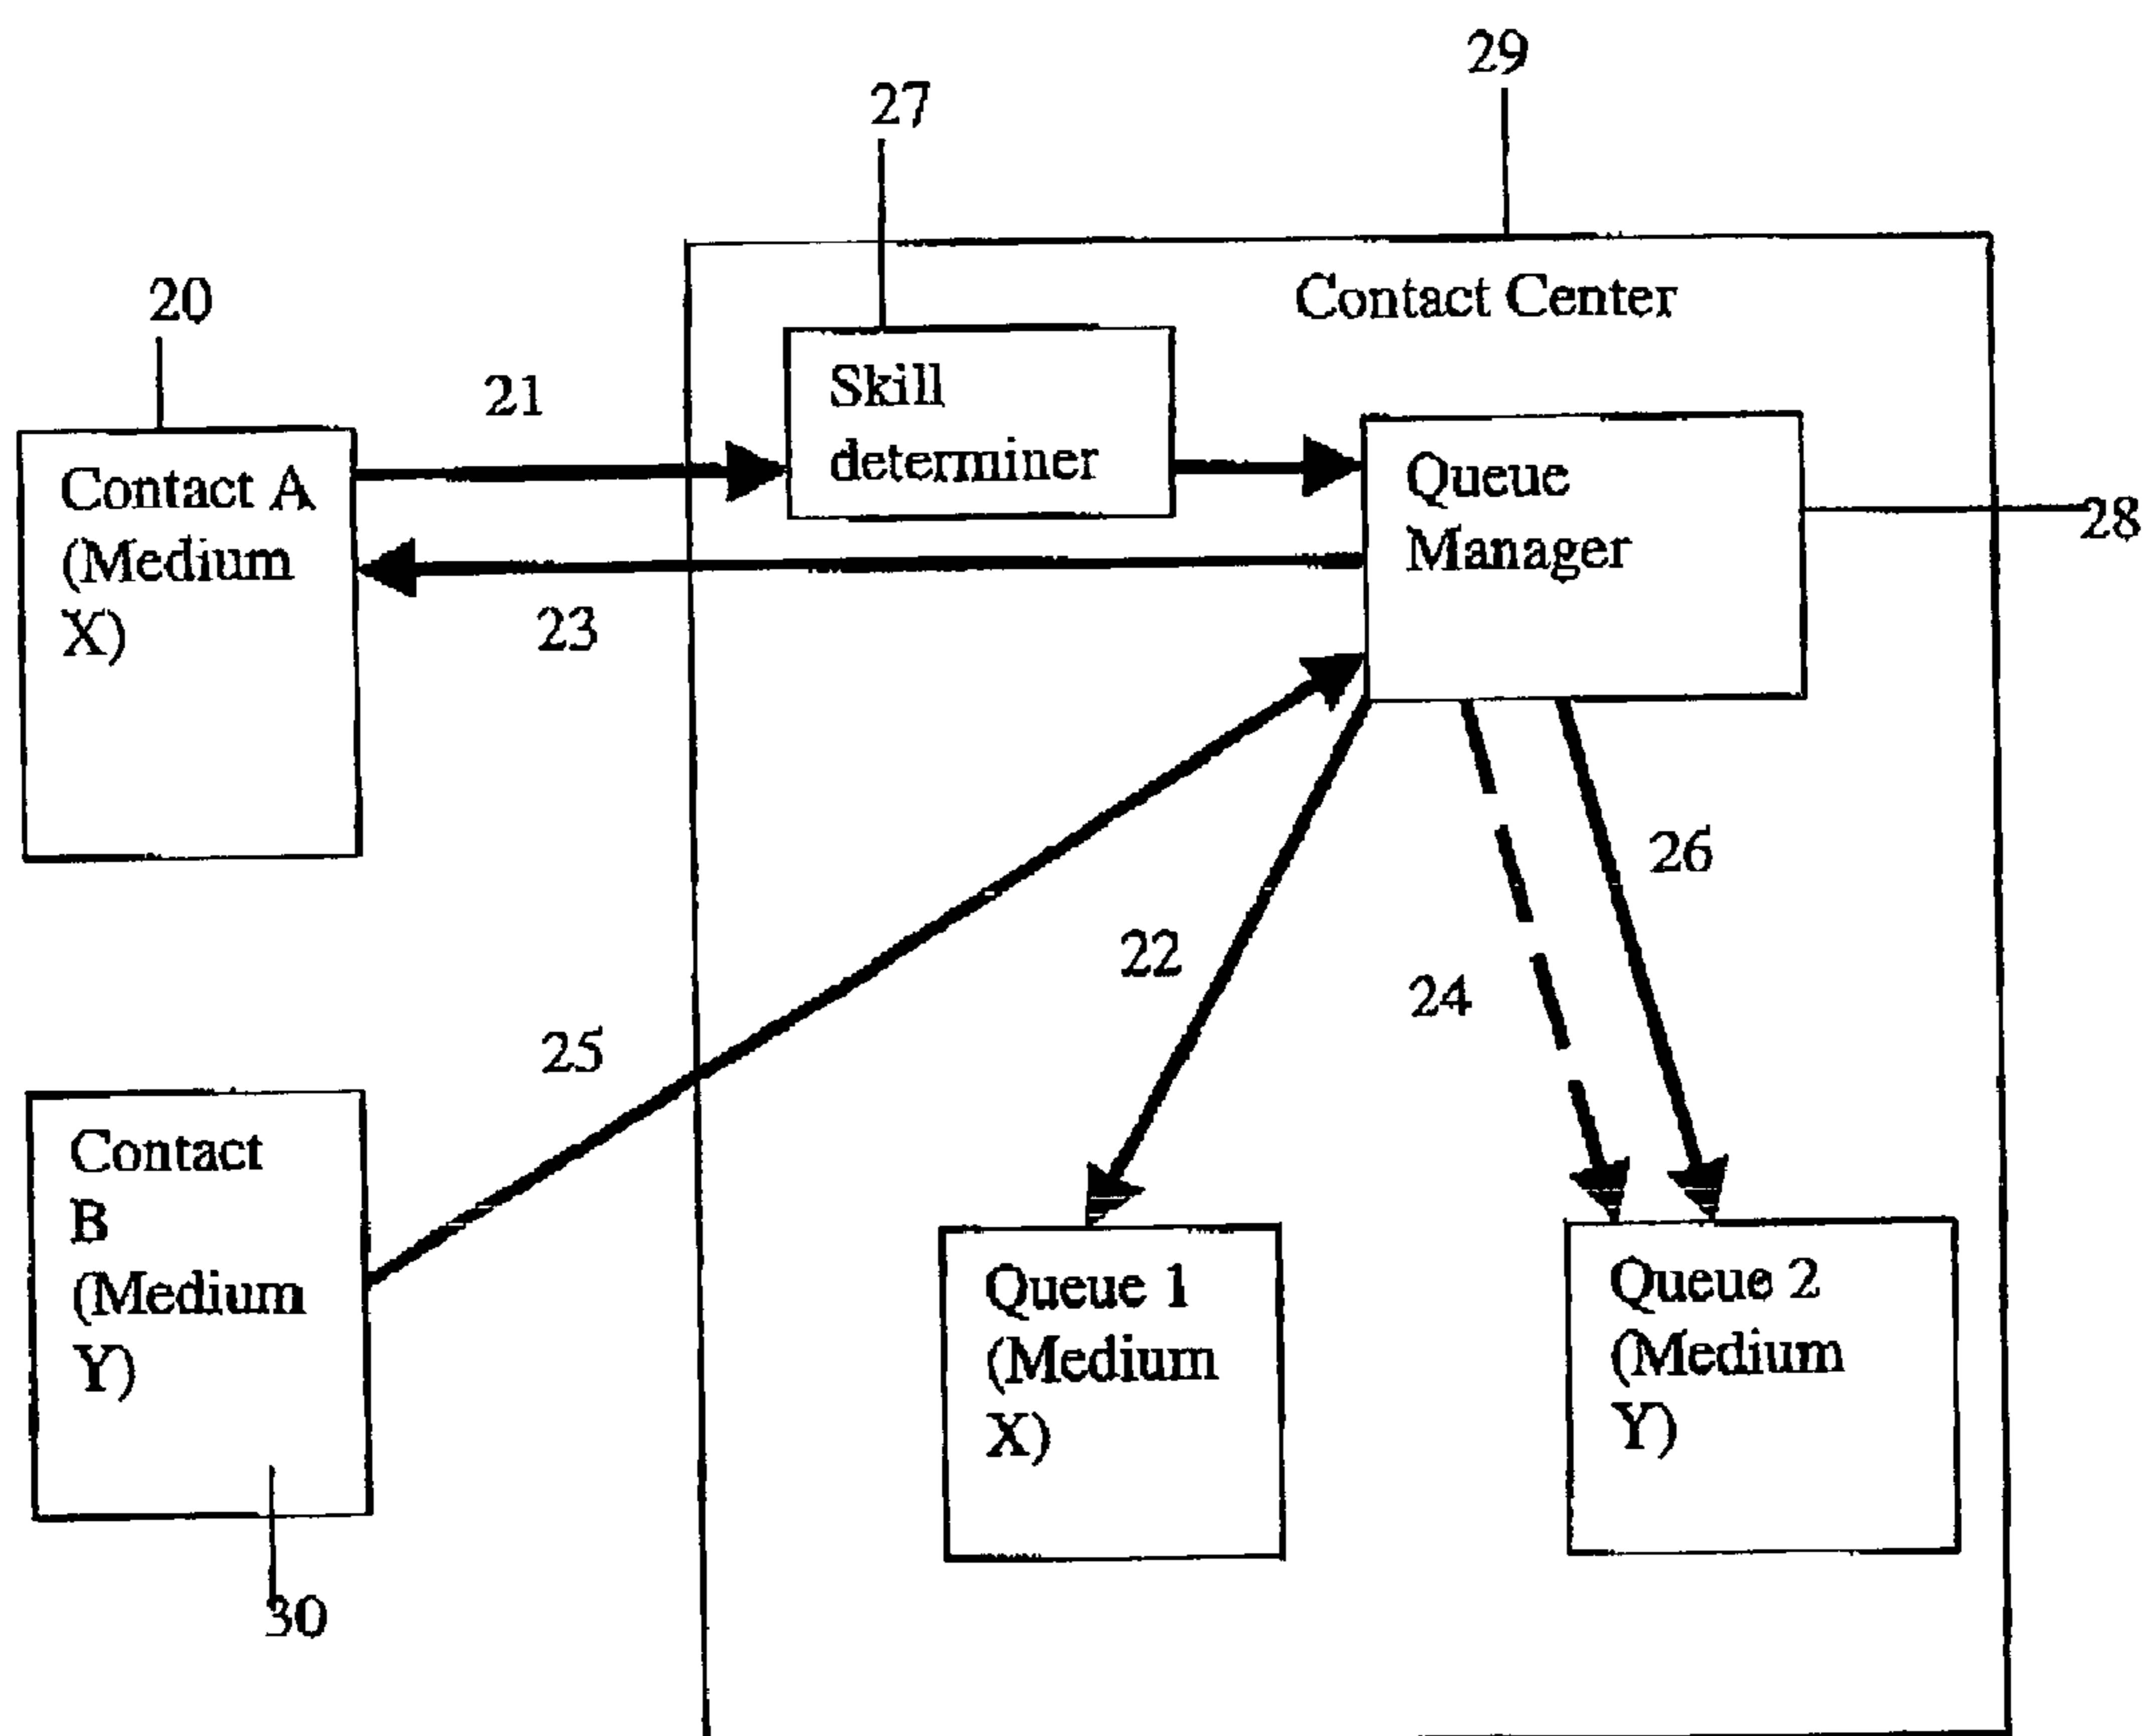 29
27
Contact Center
20
21
Skill
determiner
Contact A
(Medium
X)
Queue
Manager
28
23
26
22
24
25
Contact
B
(Medium
Y)
Queue 1
(Medium
X)
Queue 2
(Medium
Y)
30